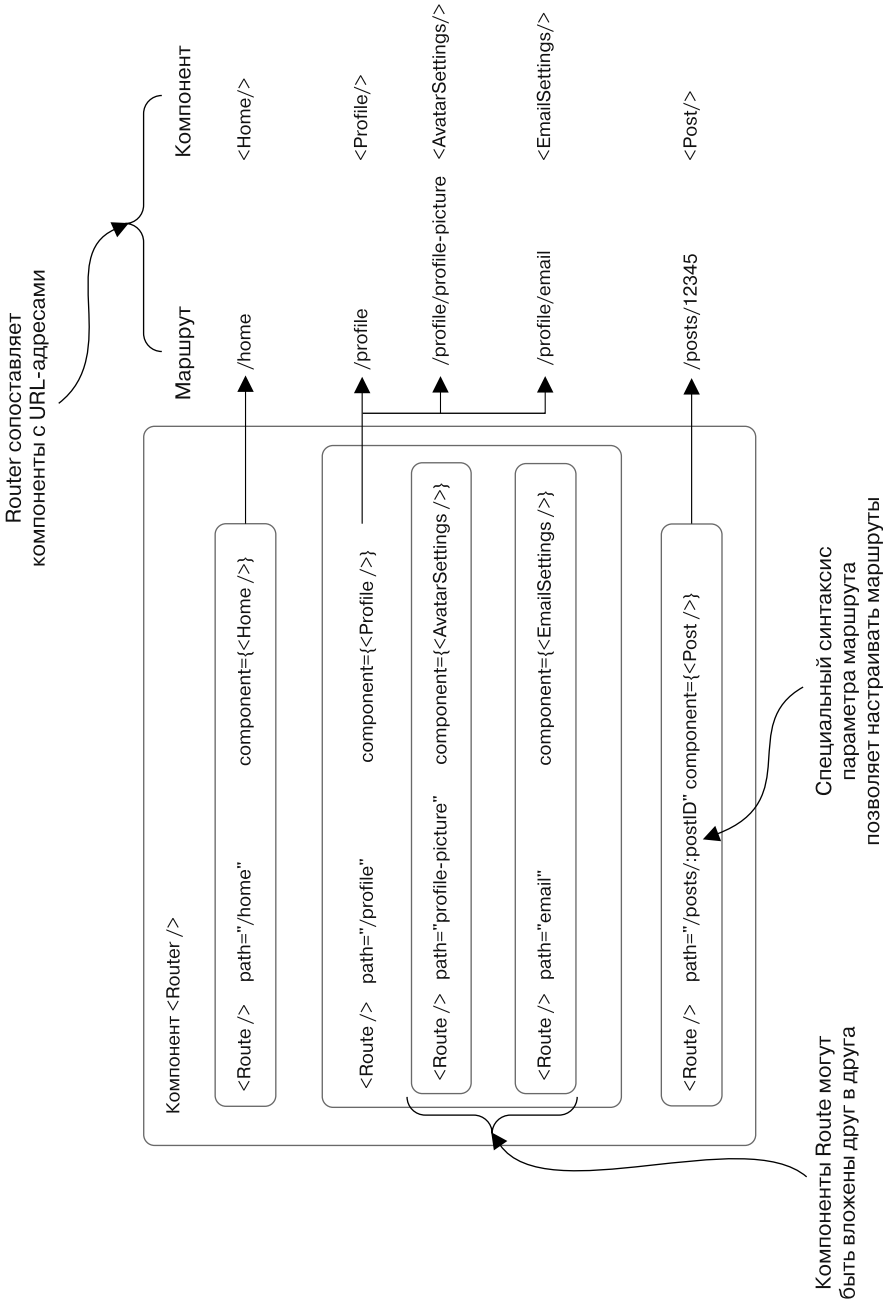 Router сопоставляет
компоненты с URL-адресами
Маршрут
Компонент
Компонент <Router />
<Route /> path="/home" component={<Home />}
/home
<Home/>
<Route /> path="/profile" component={<Profile />}
/profile
<Profile/>
<Route /> path="profile-picture" component={<AvatarSettings />}
/profile/profile-picture
<AvatarSettings/>
<Route /> path="email" component={<EmailSettings />}
/profile/email
<EmailSettings/>
<Route /> path="/posts/:postID" component={<Post />}
/posts/12345
<Post/>
Компоненты Route могут
быть вложены друг в друга
Специальный синтаксис
параметра маршрута
позволяет настраивать маршруты